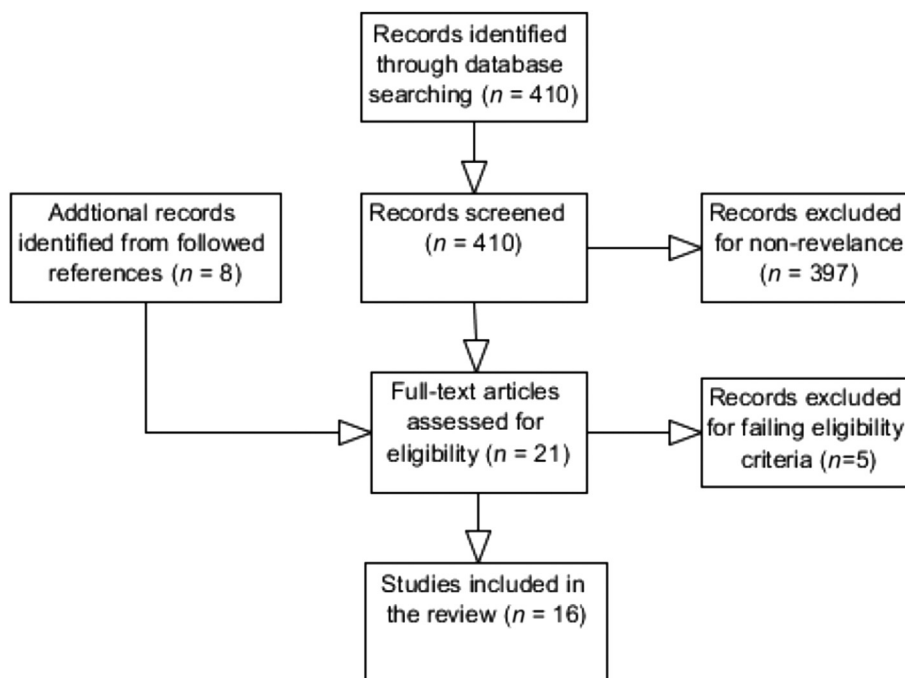 Records identified
through database
searching (n = 410)
Addtional records
identified from followed
references (n = 8)
Records screened
(n = 410)
Records excluded
for non-revelance
(n = 397)
Full-text articles
assessed for
eligibility (n = 21)
Records excluded
for failing eligibility
criteria (n=5)
Studies included in
the review (n = 16)